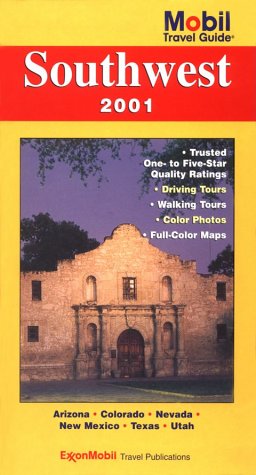 Mobil
Travel Guide®
Southwest
2001
• Trusted
One- to Five-Star
Quality Ratings
• Driving Tours
• Walking Tours
• Color Photos
• Full-Color Maps
Arizona • Colorado • Nevada •
New Mexico • Texas • Utah
ExxonMobil Travel Publications